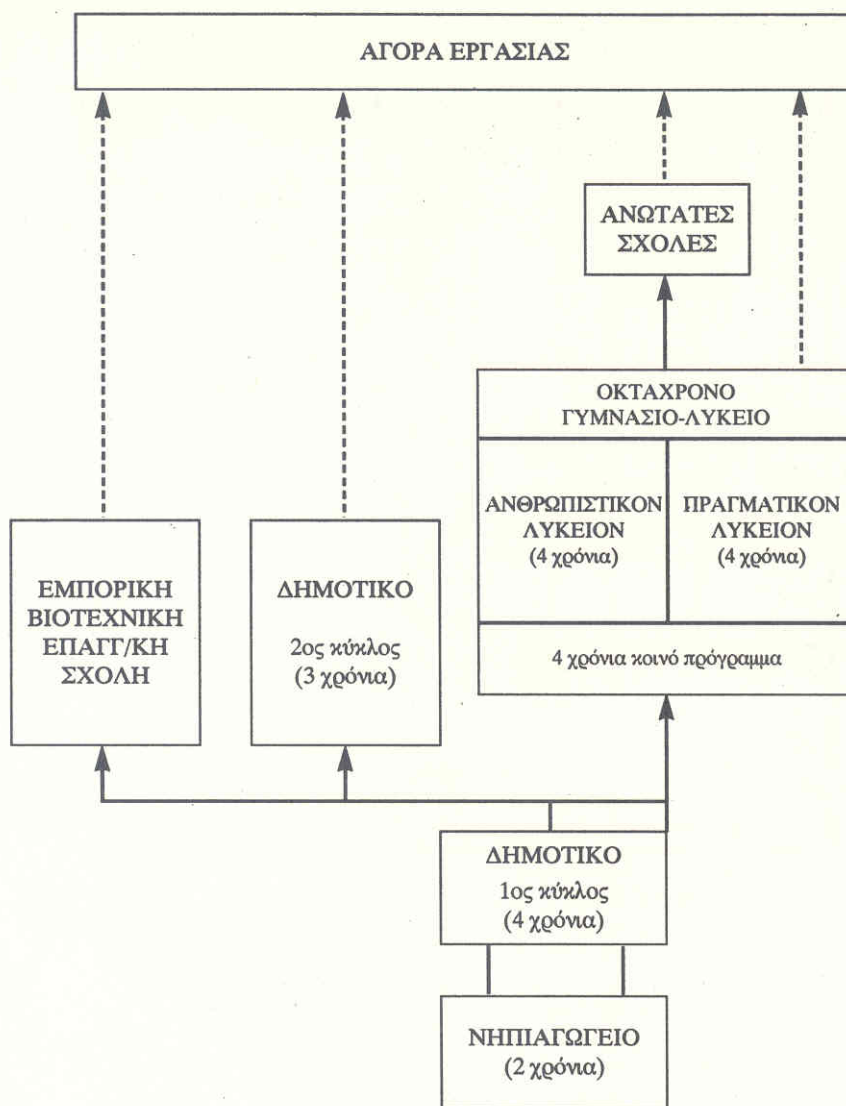 ΑΓΟΡΑ ΕΡΓΑΣΙΑΣ
ΑΝΩΤΑΤΕΣ
ΣΧΟΛΕΣ
ΟΚΤΑΧΡΟΝΟ
ΓΥΜΝΑΣΙΟ-ΛΥΚΕΙΟ
ΑΝΘΡΩΠΙΣΤΙΚΟΝ
ΛΥΚΕΙΟΝ
(4 χρόνια)
ΠΡΑΓΜΑΤΙΚΟΝ
ΛΥΚΕΙΟΝ
(4 χρόνια)
4 χρόνια κοινό πρόγραμμα
ΕΜΠΟΡΙΚΗ
ΒΙΟΤΕΧΝΙΚΗ
ΕΠΑΓΓ/ΚΗ
ΣΧΟΛΗ
ΔΗΜΟΤΙΚΟ
2ος κύκλος
(3 χρόνια)
ΔΗΜΟΤΙΚΟ
1ος κύκλος
(4 χρόνια)
ΝΗΠΙΑΓΩΓΕΙΟ
(2 χρόνια)